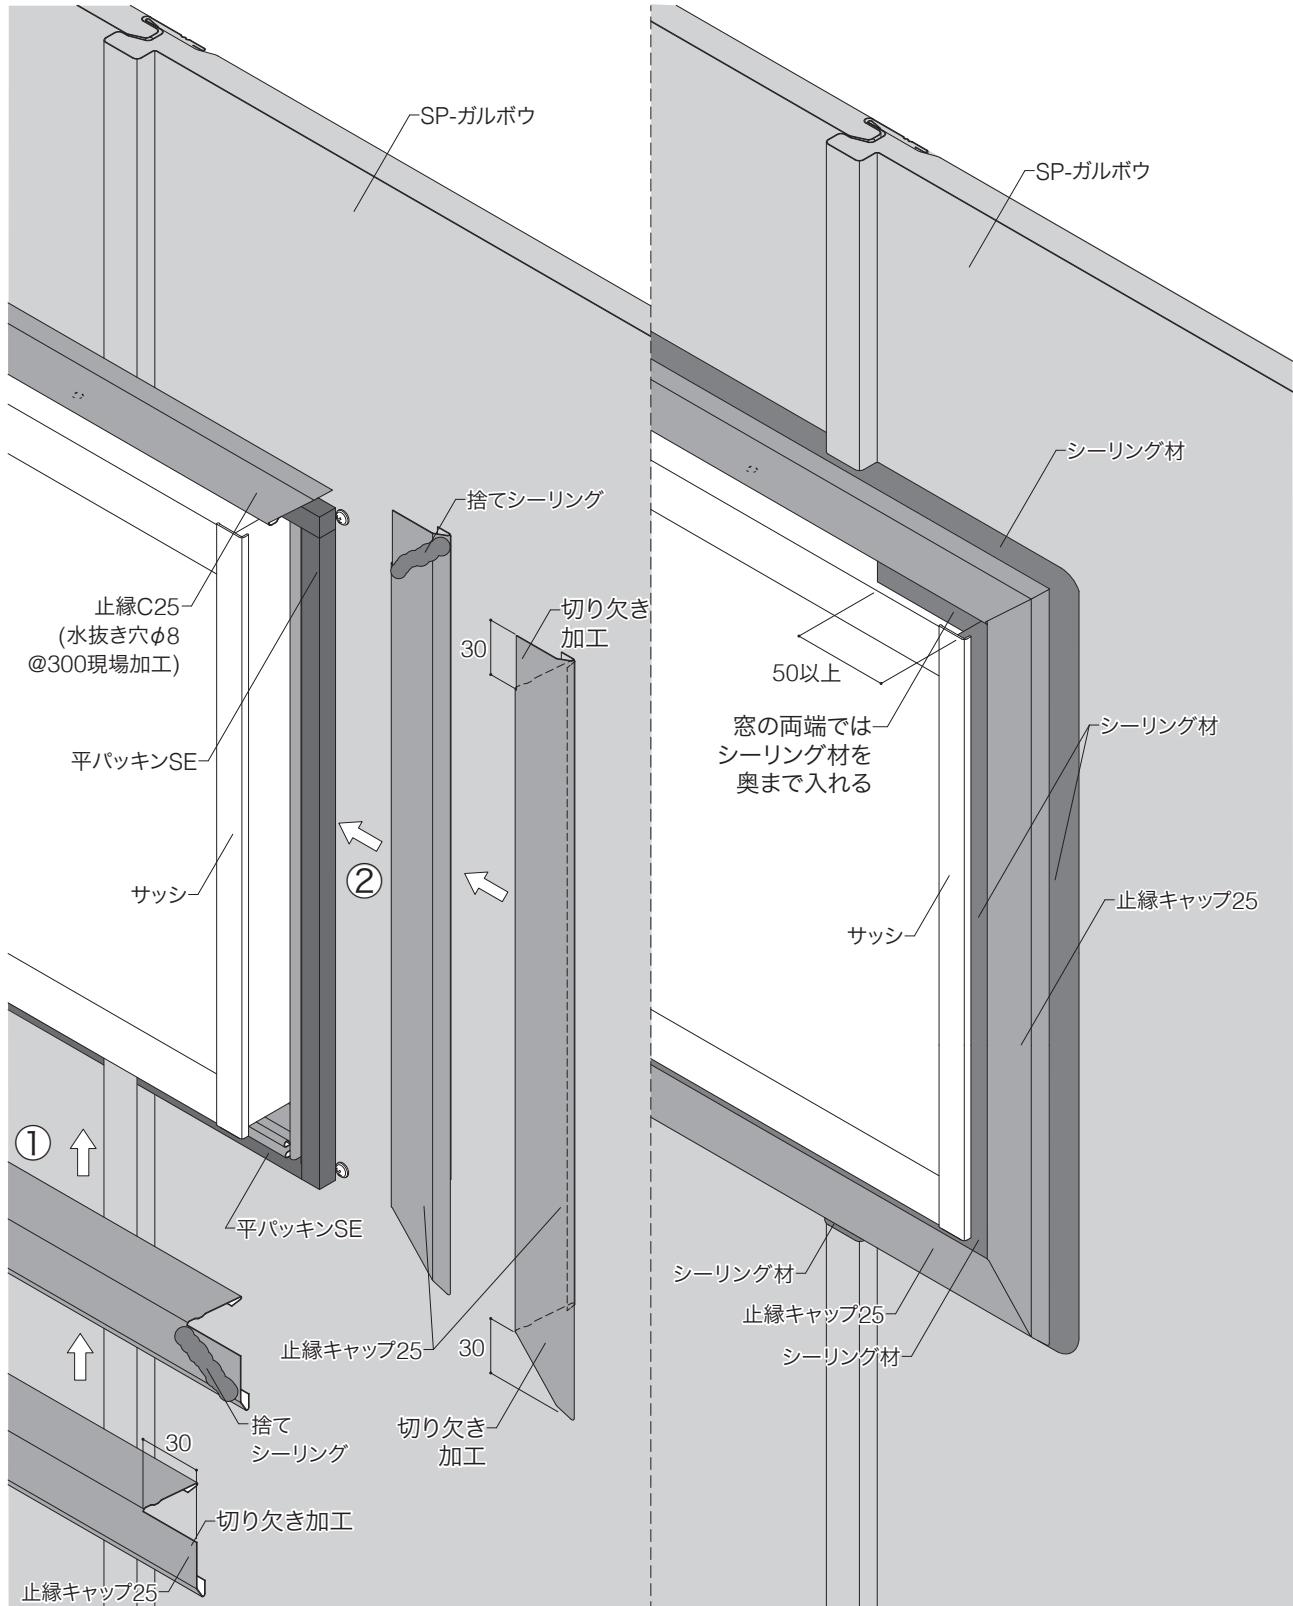 SP-ガルボウ
捨てシーリング
止縁C25
(水抜き穴φ8
@300現場加工)
切り欠き
加工
30
平パッキンSE
サッシ
②
①
平パッキンSE
止縁キャップ25
30
捨て
シーリング
切り欠き
加工
30
切り欠き加工
止縁キャップ25
SP-ガルボウ
シーリング材
50以上
窓の両端では
シーリング材を
奥まで入れる
シーリング材
サッシ
止縁キャップ25
シーリング材
止縁キャップ25
シーリング材